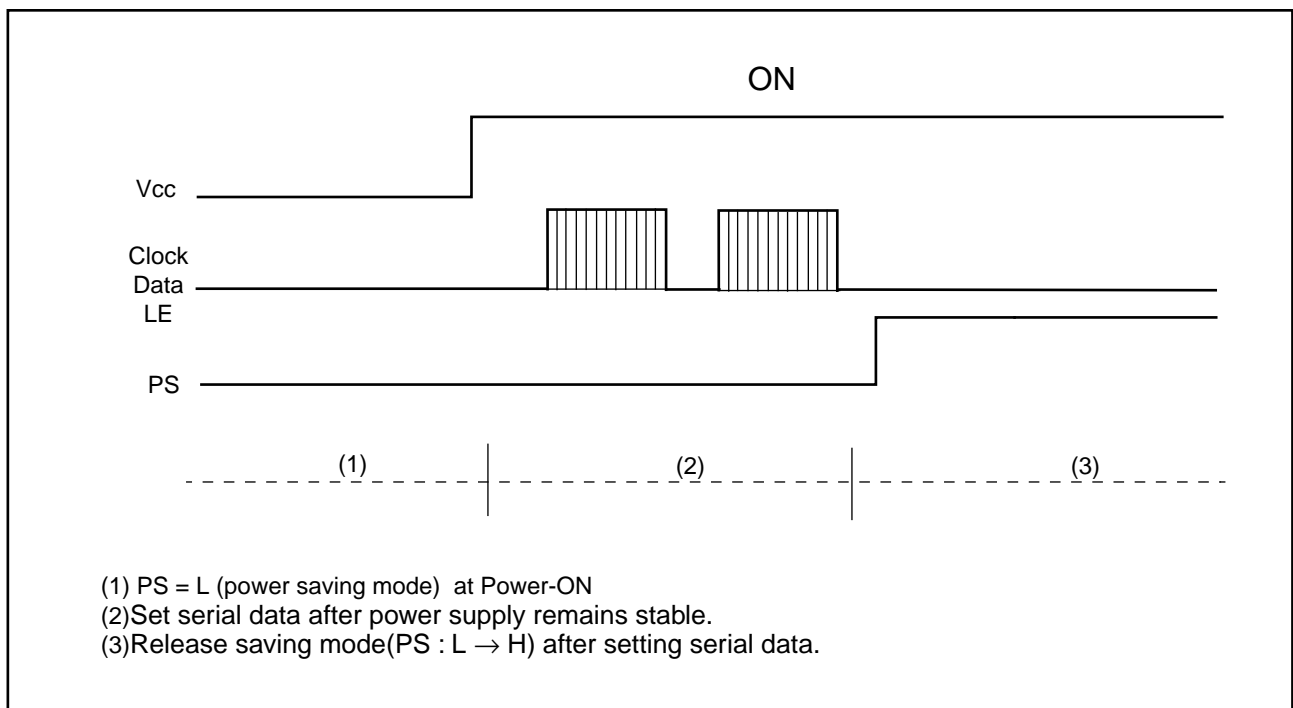 ON
Vcc
Clock
Data
LE
PS
(1)
(2)
(3)
(1) PS = L (power saving mode) at Power-ON
(2)Set serial data after power supply remains stable.
(3)Release saving mode(PS : L → H) after setting serial data.